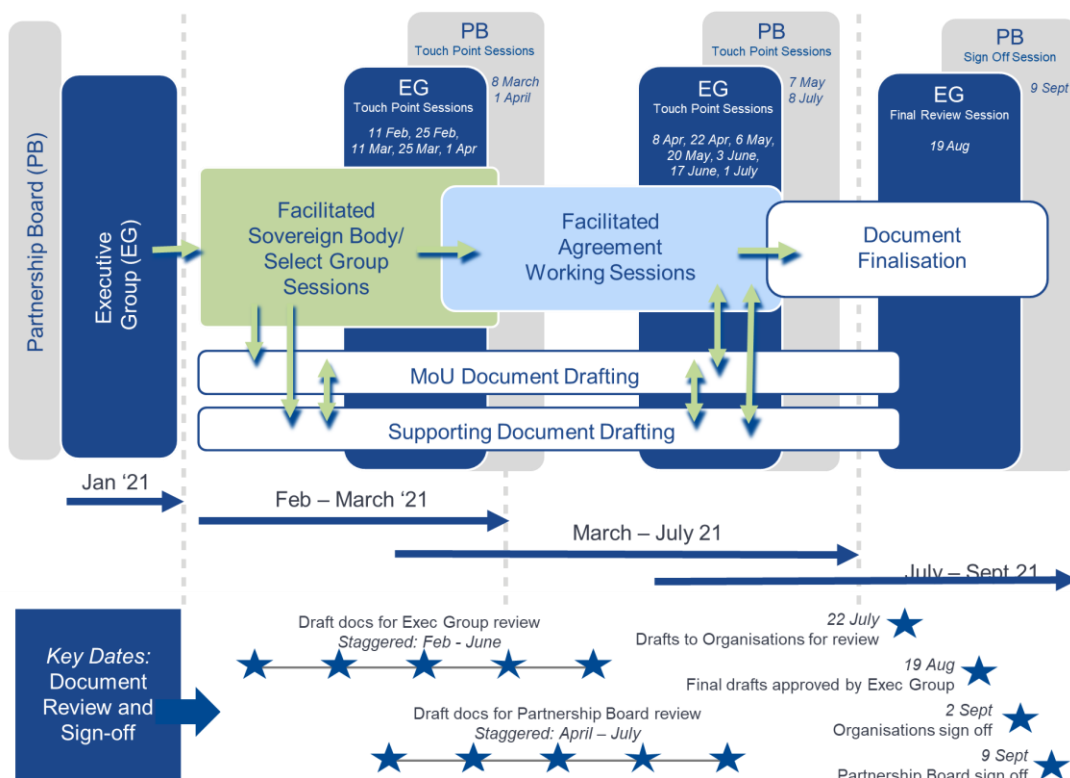 Partnership Board (PB)
Executive
Group (EG)
PB
Touch Point Sessions
8 March
1 April
EG
Touch Point Sessions
11 Feb, 25 Feb,
11 Mar, 25 Mar, 1 Apr
PB
Touch Point Sessions
7 May
8 July
EG
Touch Point Sessions
8 Apr, 22 Apr, 6 May,
20 May, 3 June,
17 June, 1 July
PB
Sign Off Session
9 Sept
EG
Final Review Session
19 Aug
Facilitated
Sovereign Body/
Select Group
Sessions
Facilitated
Agreement
Working Sessions
Document
Finalisation
MoU Document Drafting
Supporting Document Drafting
Jan ‘21
Feb – March ‘21
March – July 21
July – Sept 21
Key Dates:
Document
Review and
Sign-off
Draft docs for Exec Group review
Staggered: Feb - June
Draft docs for Partnership Board review
Staggered: April – July
22 July
Drafts to Organisations for review
19 Aug
Final drafts approved by Exec Group
2 Sept
Organisations sign off
9 Sept
Partnership Board sign off